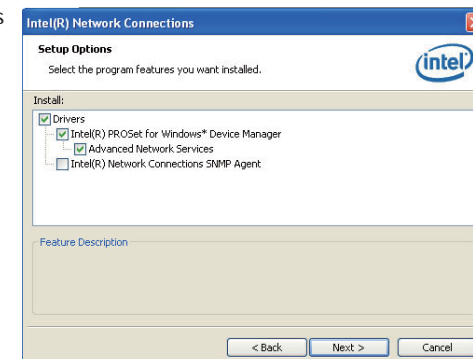 s
Intel(R) Network Connections
Setup Options
Select the program features you want installed.
intel
Install:
Drivers
Intel(R) PROSet for Windows* Device Manager
Advanced Network Services
Intel(R) Network Connections SNMP Agent
Feature Description
< Back
Next >
Cancel